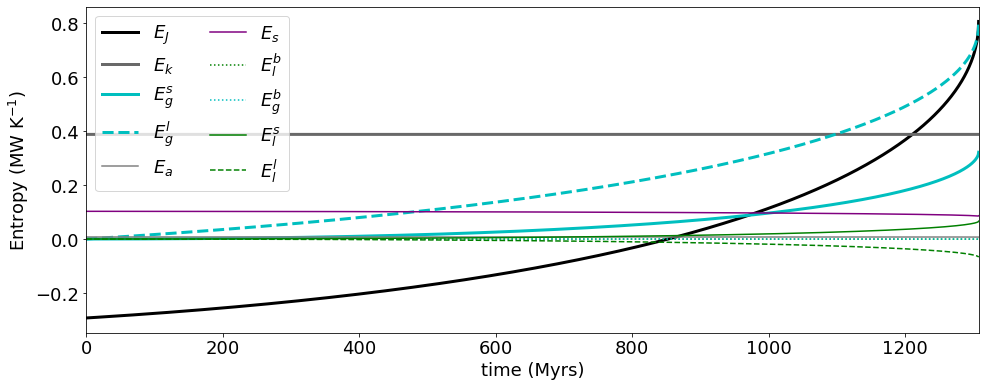 Entropy (MW K⁻¹)
0.8
0.6
0.4
0.2
0.0
−0.2
E_J
E_k
E_g^s
E_g^l
E_a
E_s
E_l^b
E_g^b
E_l^s
E_l^l
0 200 400 600 800 1000 1200
time (Myrs)